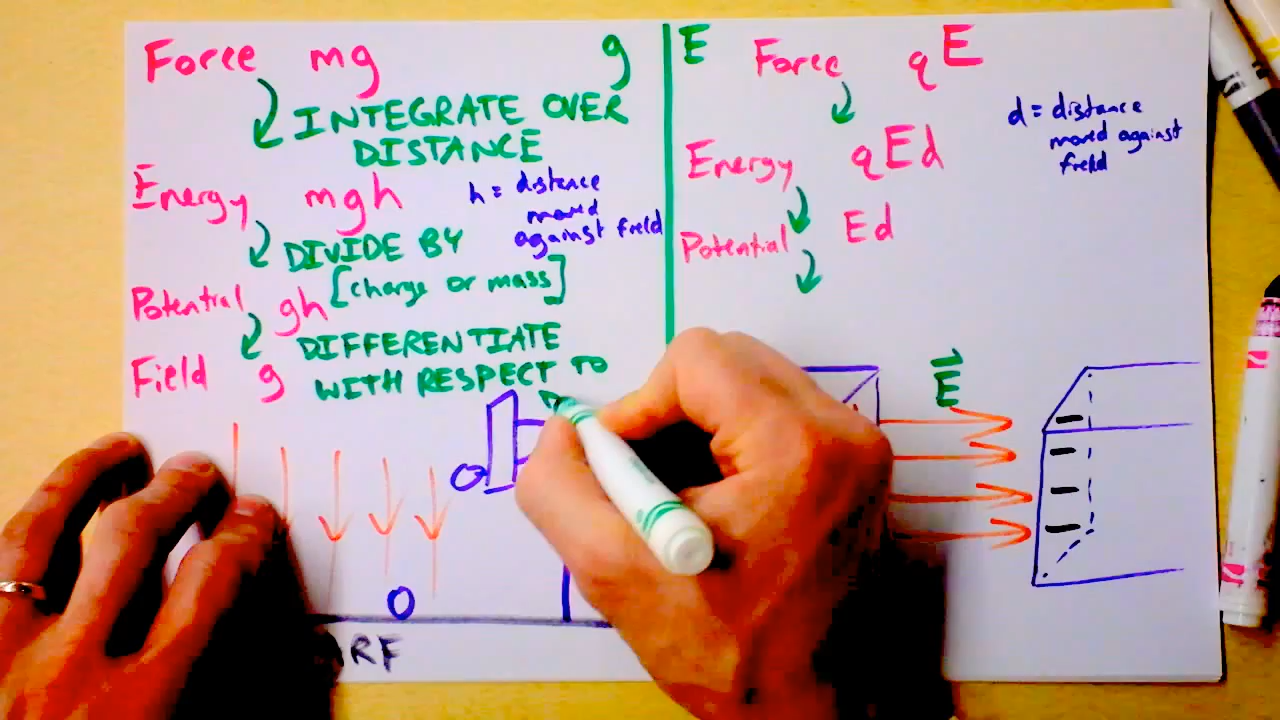 Force mg g
INTEGRATE OVER
DISTANCE
Energy mgh
h = distance
moved
against field
DIVIDE BY
[charge or mass]
Potential gh
DIFFERENTIATE
WITH RESPECT TO
Field g
O
O
E Force qE
d = distance
moved against
field
Energy qEd
Potential Ed
E